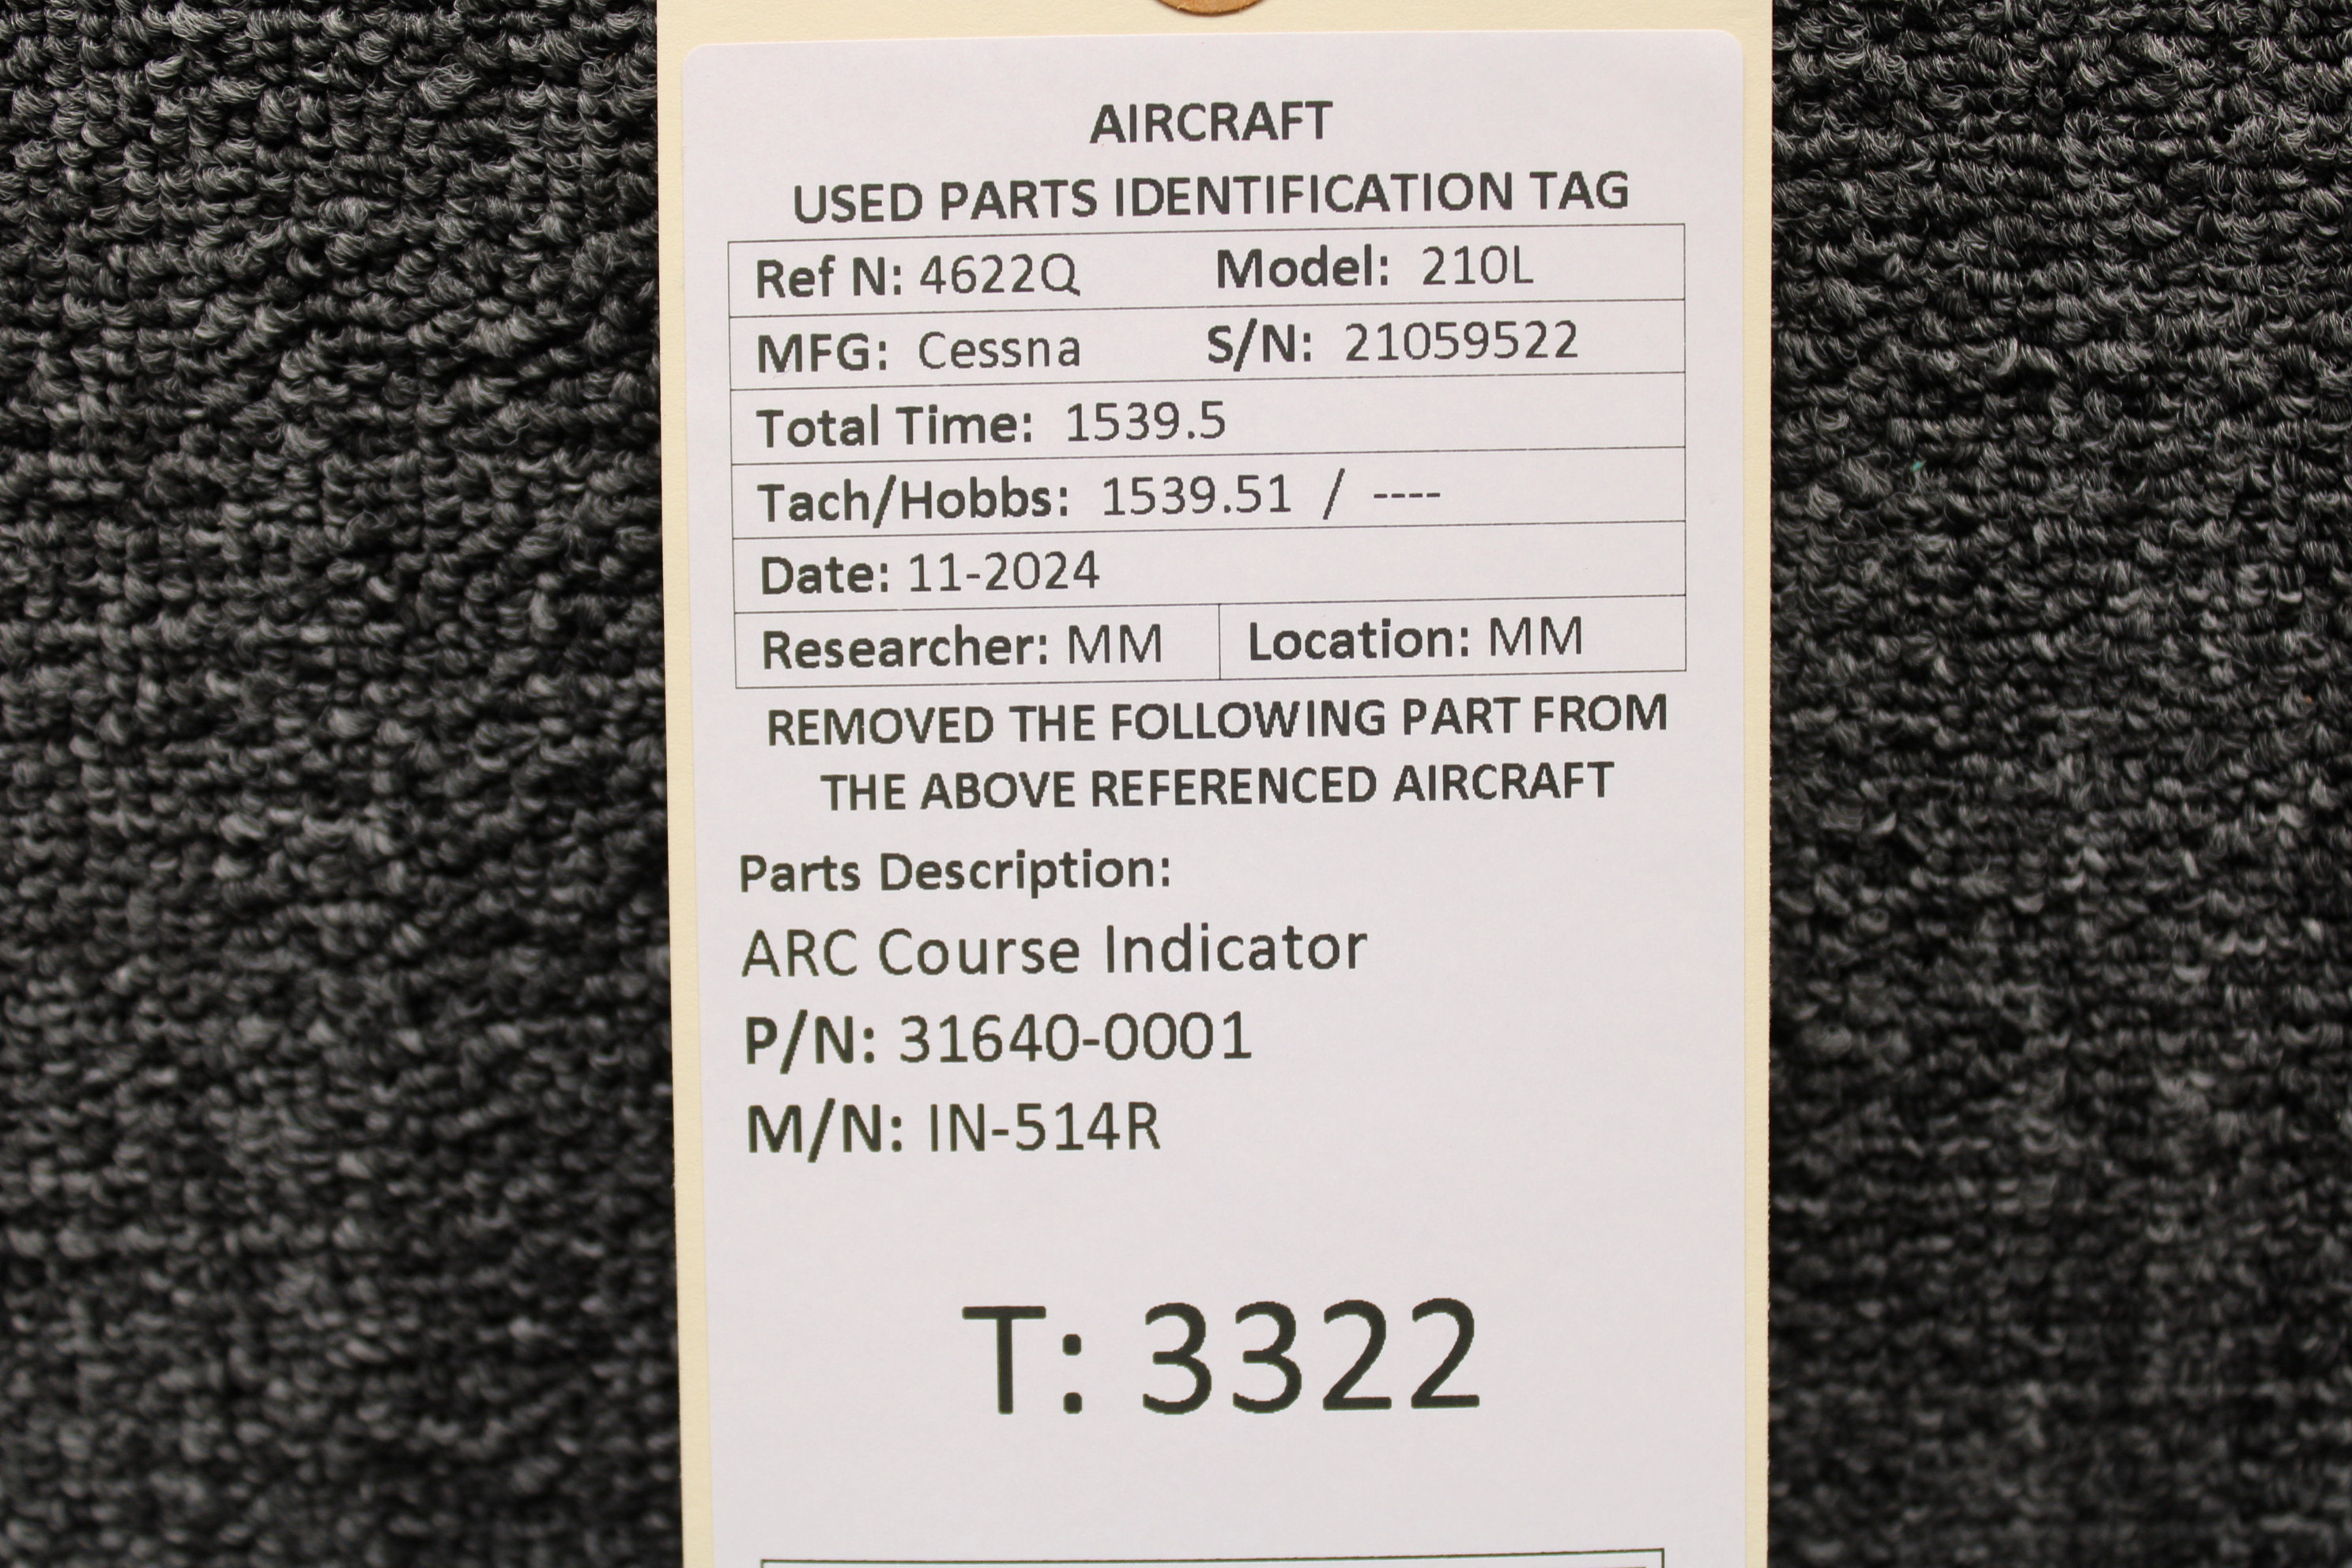 AIRCRAFT
USED PARTS IDENTIFICATION TAG
Ref N: 4622Q Model: 210L
MFG: Cessna S/N: 21059522
Total Time: 1539.5
Tach/Hobbs: 1539.51 / ----
Date: 11-2024
Researcher: MM Location: MM
REMOVED THE FOLLOWING PART FROM
THE ABOVE REFERENCED AIRCRAFT
Parts Description:
ARC Course Indicator
P/N: 31640-0001
M/N: IN-514R
T: 3322